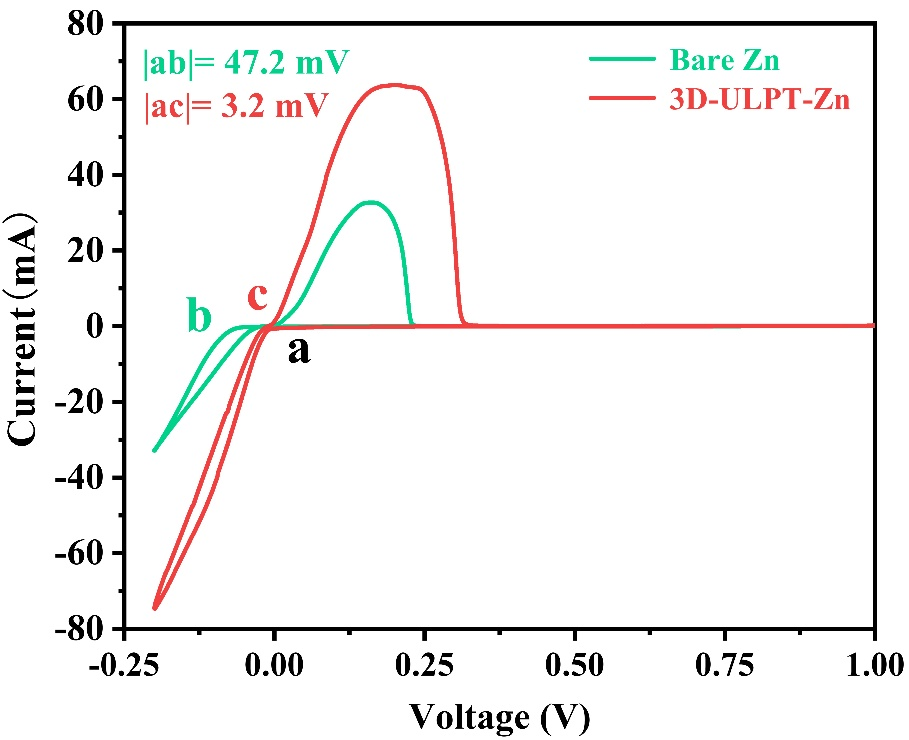 |ab|= 47.2 mV
|ac|= 3.2 mV
Bare Zn
3D-ULPT-Zn
80
60
40
20
0
-20
-40
-60
-80
Current(mA)
b
c
a
-0.25
0.00
0.25
0.50
0.75
1.00
Voltage (V)